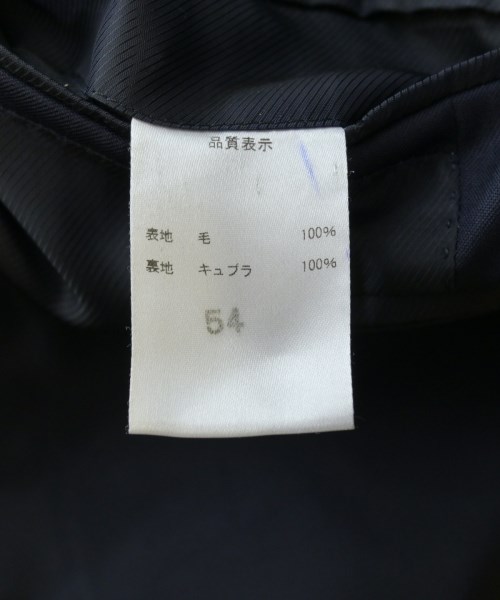 品質表示
表地 毛 100%
裏地 キュプラ 100%
54